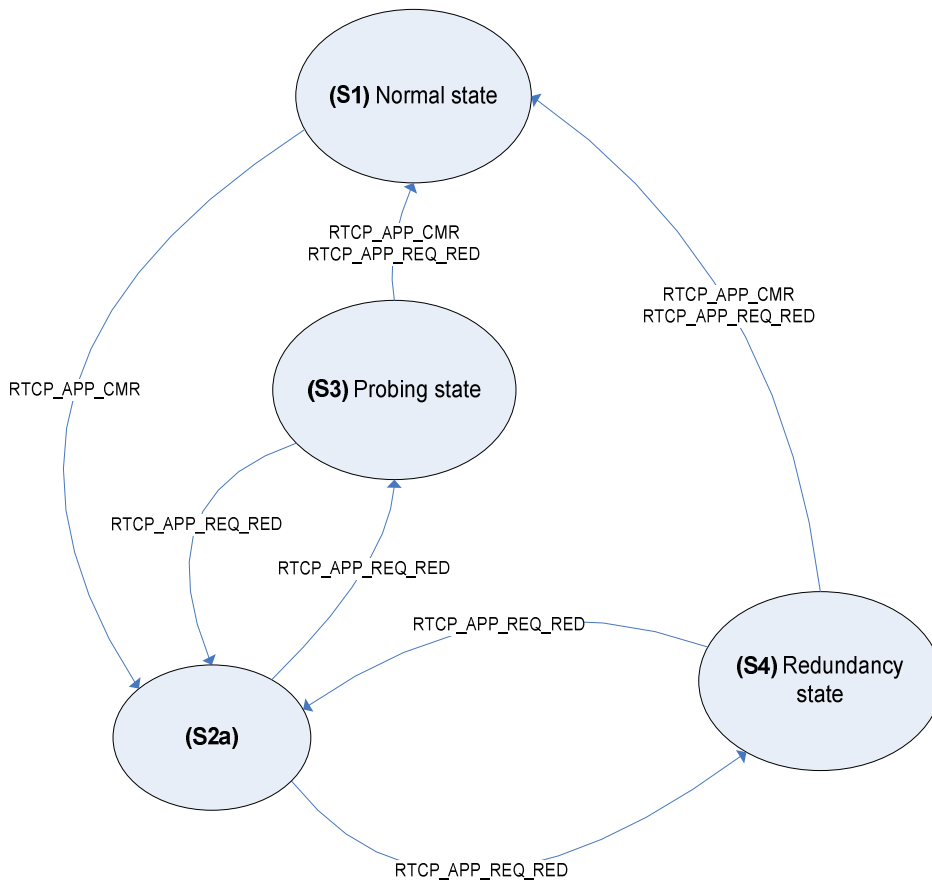 (S1) Normal state
RTCP_APP_CMR
RTCP_APP_REQ_RED
RTCP_APP_CMR
RTCP_APP_REQ_RED
RTCP_APP_CMR
(S3) Probing state
RTCP_APP_REQ_RED
RTCP_APP_REQ_RED
RTCP_APP_REQ_RED
(S4) Redundancy
state
(S2a)
RTCP_APP_REQ_RED